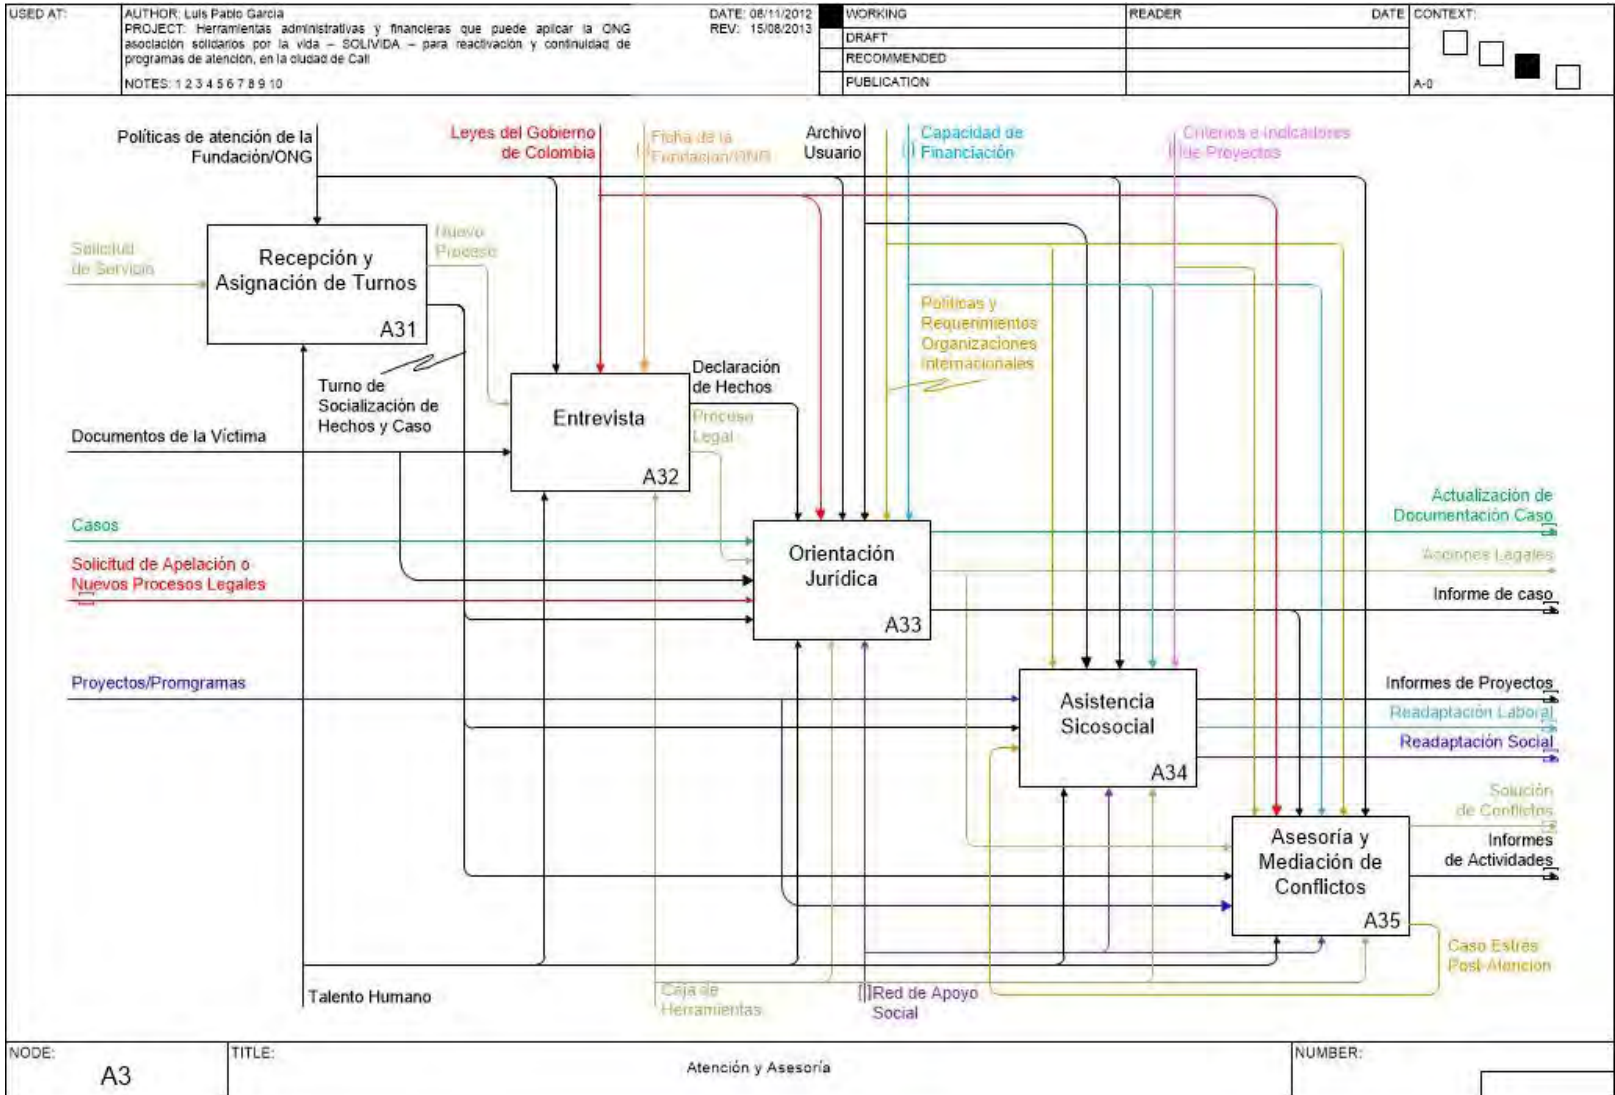 USED AT:
AUTHOR: Luis Pablo García
PROJECT: Herramientas administrativas y financieras que puede aplicar la ONG
asociación solidarios por la vida – SOLIVIDA – para reactivación y continuidad de
programas de atención, en la ciudad de Cali
NOTES: 1 2 3 4 5 6 7 8 9 10
DATE: 08/11/2012
REV: 15/08/2013
WORKING
DRAFT
RECOMMENDED
PUBLICATION
READER
DATE
CONTEXT:
A-0
Políticas de atención de la
Fundación/ONG
Leyes del Gobierno
de Colombia
Ficha de la
Fundación/ONG
Archivo
Usuario
Capacidad de
Financiación
Criterios e Indicadores
de Proyectos
Solicitud
de Servicio
Recepción y
Asignación de Turnos
A31
Nuevo
Proceso
Políticas y
Requerimientos
Organizaciones
Internacionales
Turno de
Socialización de
Hechos y Caso
Declaración
de Hechos
Entrevista
A32
Proceso
Legal
Documentos de la Víctima
Casos
Solicitud de Apelación o
Nuevos Procesos Legales
Orientación
Jurídica
A33
Actualización de
Documentación Caso
Acciones Legales
Informe de caso
Proyectos/Promgramas
Asistencia
Sicosocial
A34
Informes de Proyectos
Readaptación Laboral
Readaptación Social
Solución
de Conflictos
Informes
de Actividades
Asesoría y
Mediación de
Conflictos
A35
Caso Estrés
Post-Atención
Talento Humano
Caja de
Herramientas
Red de Apoyo
Social
NODE:
A3
TITLE:
Atención y Asesoría
NUMBER: